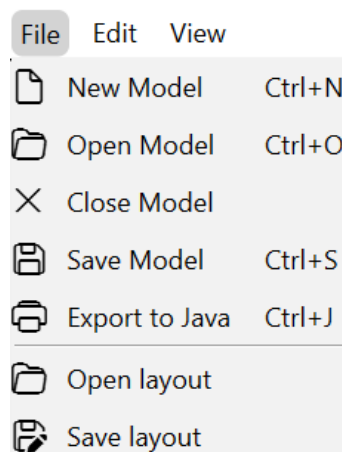 File Edit View
New Model Ctrl+N
Open Model Ctrl+O
Close Model
Save Model Ctrl+S
Export to Java Ctrl+J
Open layout
Save layout